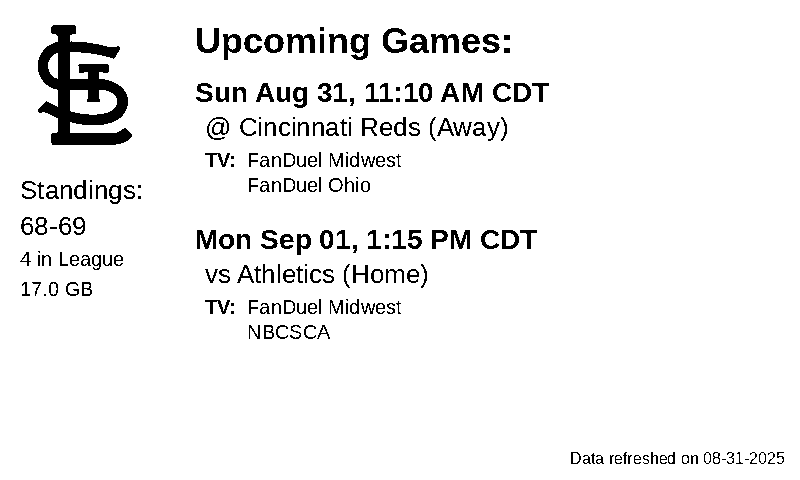 STL
Standings:
68-69
4 in League
17.0 GB
Upcoming Games:
Sun Aug 31, 11:10 AM CDT
@ Cincinnati Reds (Away)
TV: FanDuel Midwest
FanDuel Ohio
Mon Sep 01, 1:15 PM CDT
vs Athletics (Home)
TV: FanDuel Midwest
NBCSCA
Data refreshed on 08-31-2025